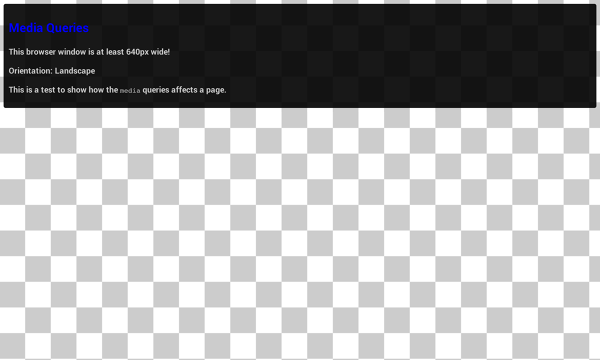 Media Queries
This browser window is at least 640px wide!
Orientation: Landscape
This is a test to show how the media queries affects a page.